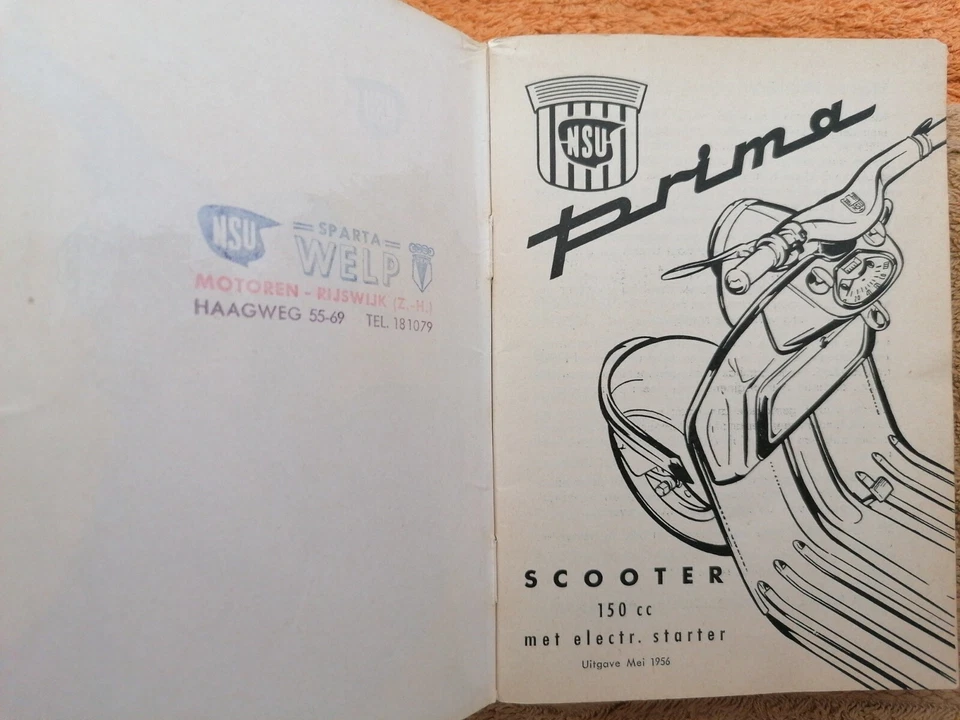 NSU
SPARTA
WELP
MOTOREN - RIJSWIJK (Z.-H.)
HAAGWEG 55-69 TEL. 181079
NSU
prima
SCOOTER
150 cc
met electr. starter
Uitgave Mei 1956